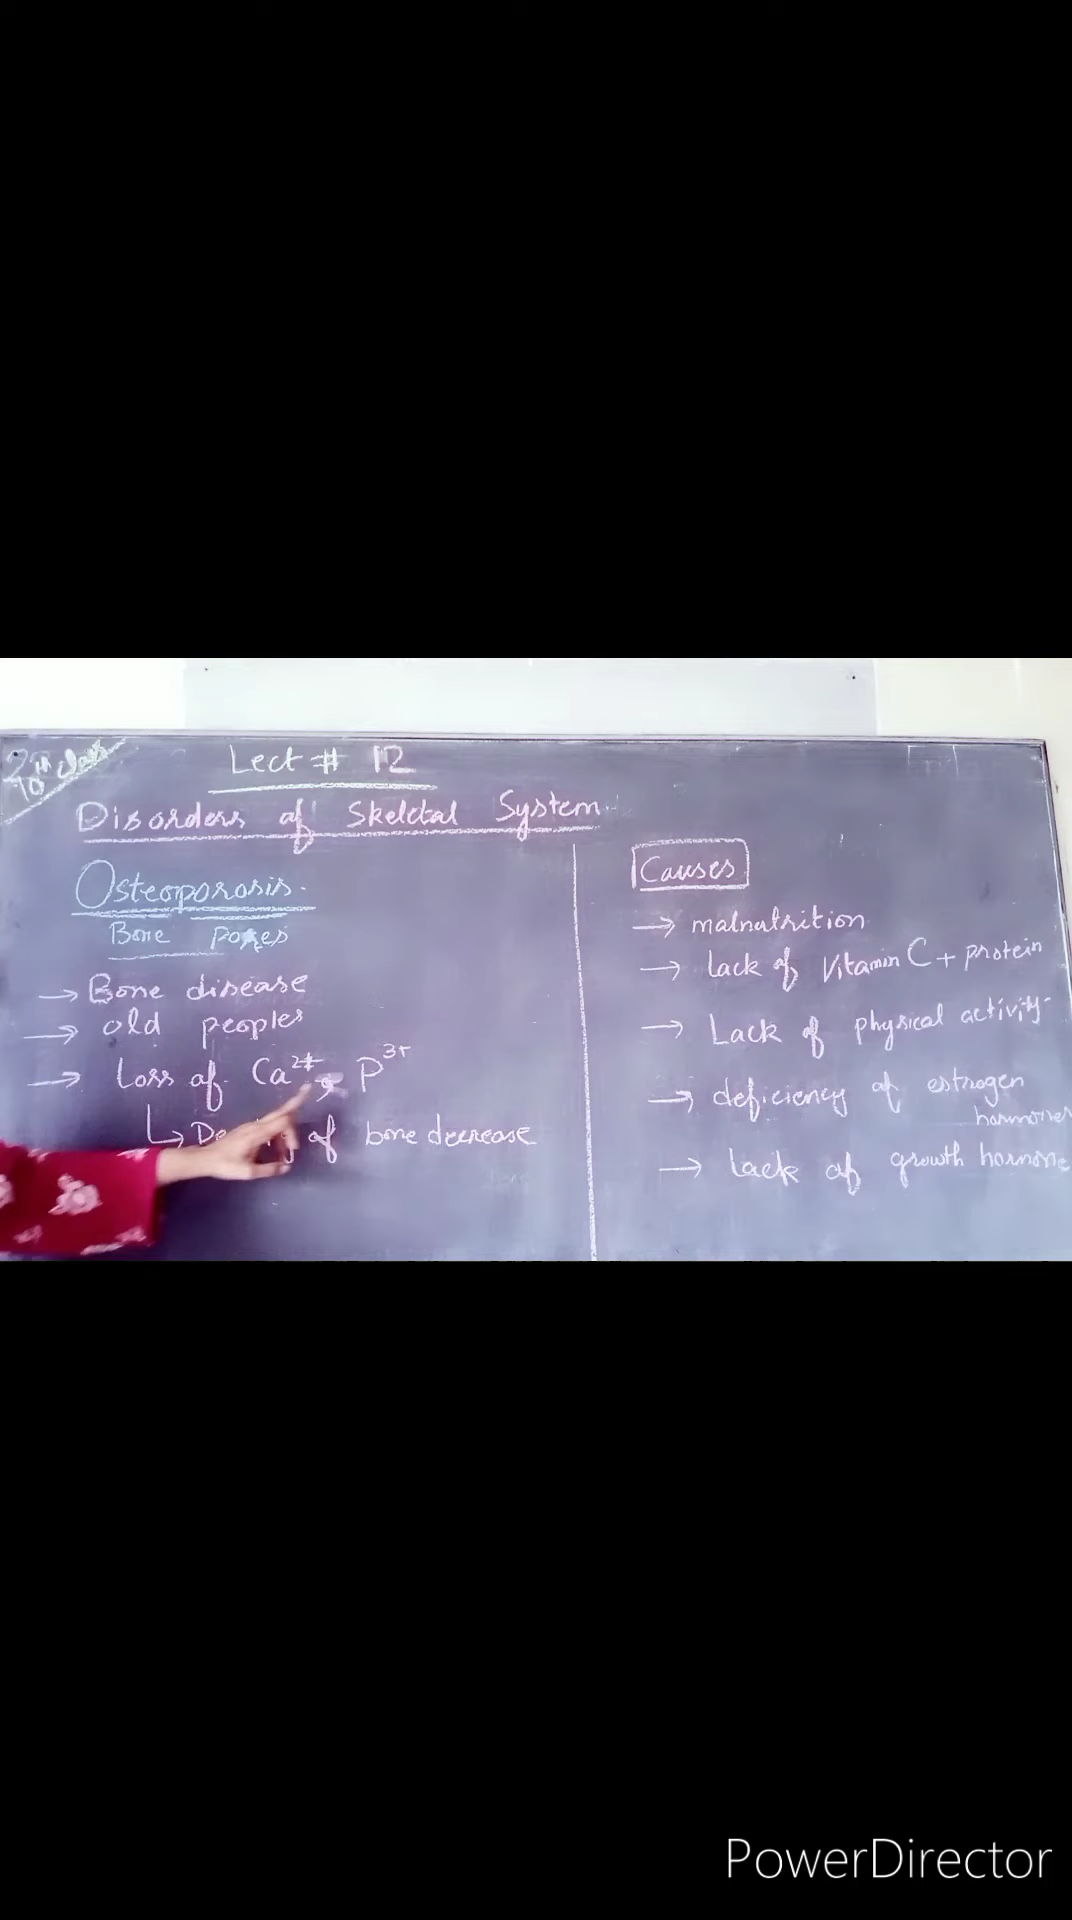 10th class
Lect # 12
Disorders of Skeletal System
Osteoporosis.
Bone pores
→ Bone disease
→ old peoples
→ Loss of Ca2+ P3+
↳ of bone decrease
Causes
→ malnatrition
→ Lack of Vitamin C + protein
→ Lack of physical activity.
→ deficiency of estrogen
hormones
→ lack of growth hormone
PowerDirector